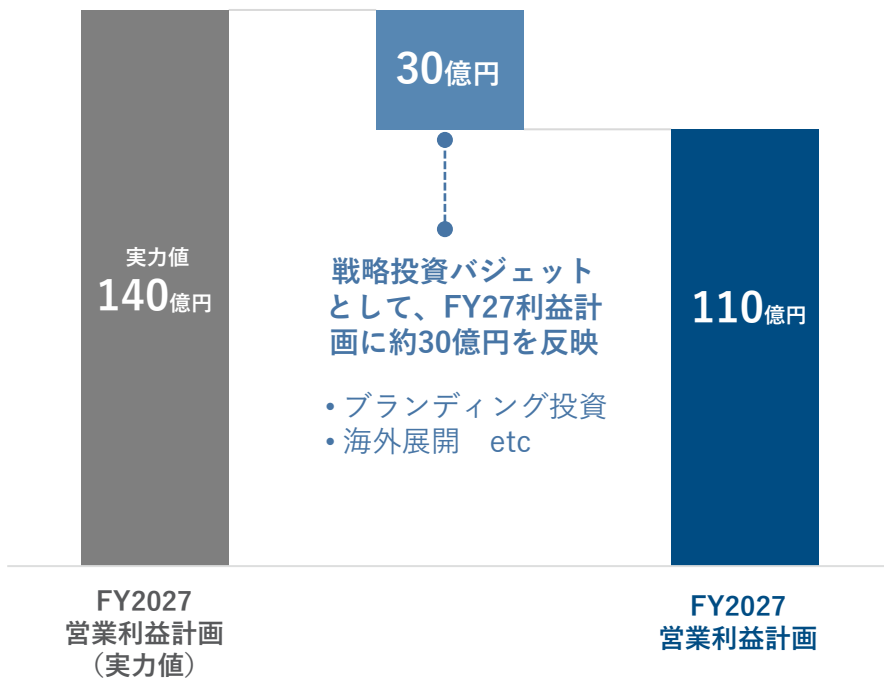 30億円
実力値
140億円
戦略投資バジェット
として、FY27利益計
画に約30億円を反映
• ブランディング投資
• 海外展開　etc
110億円
FY2027
営業利益計画
（実力値）
FY2027
営業利益計画